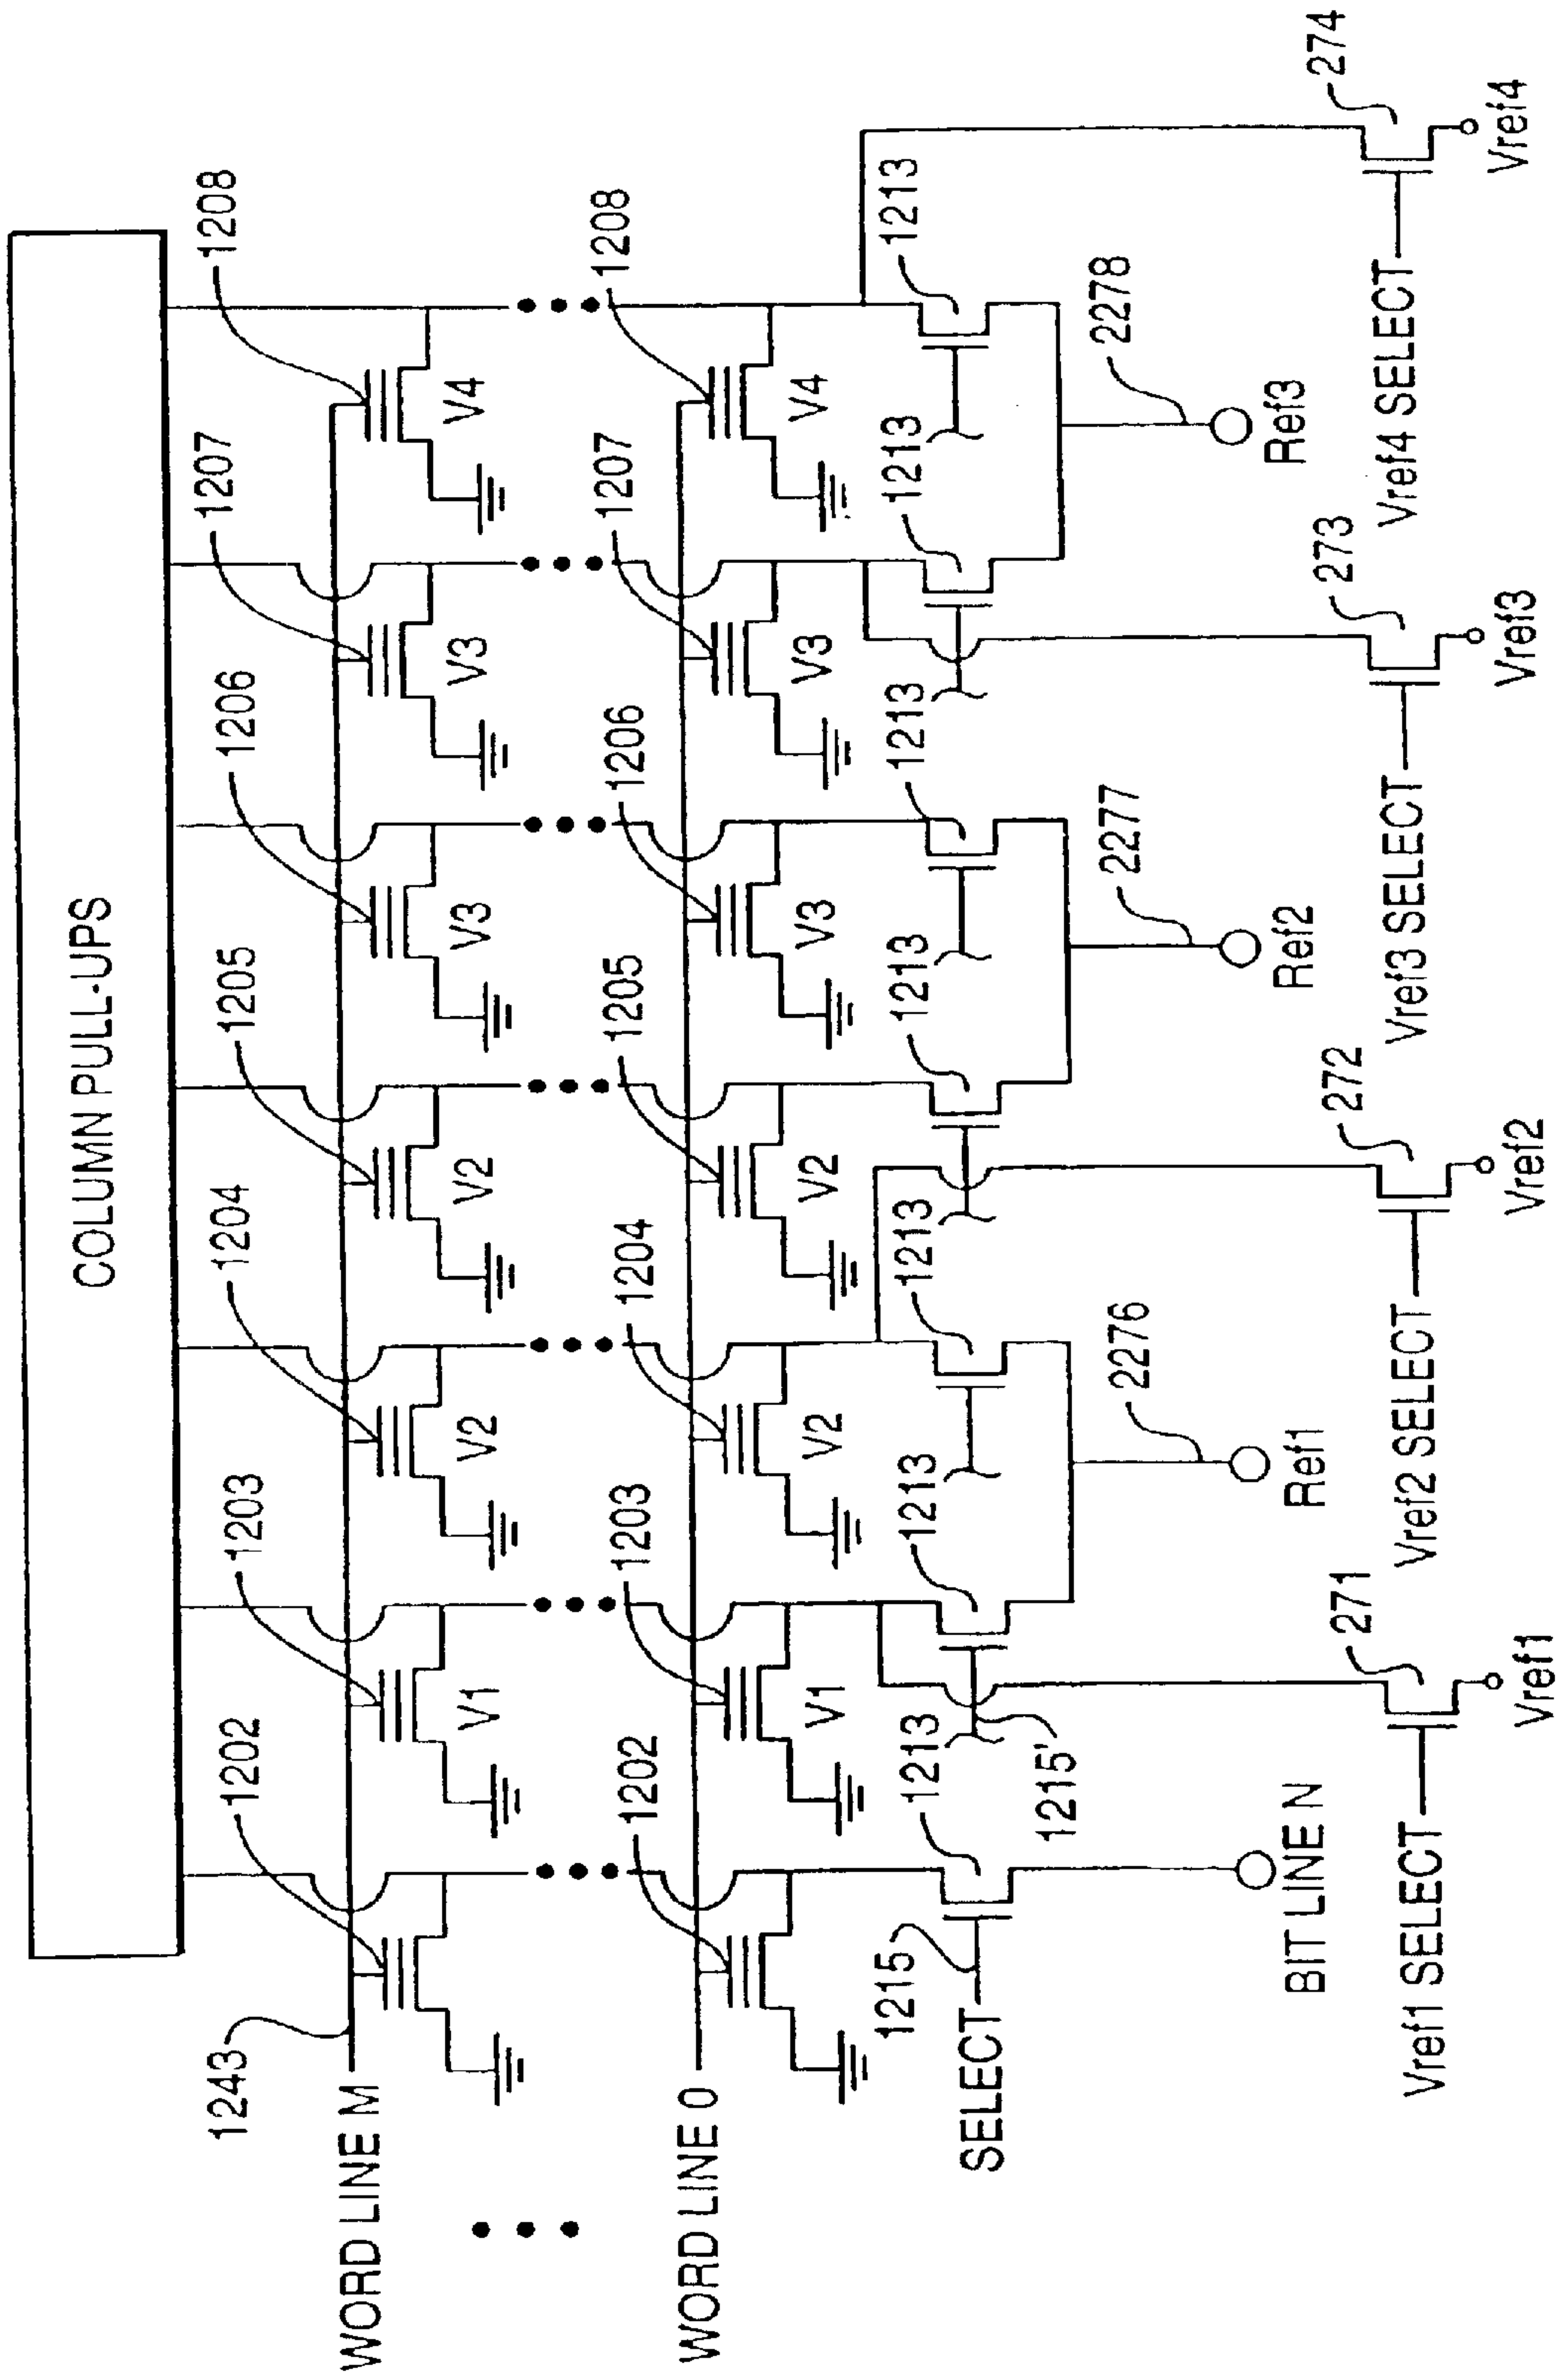 COLUMN PULL-UPS
1243
1202
1203
1204
1205
1206
1207
1208
WORD LINE M
V1
V2
V2
V3
V3
V4
1202
1203
1204
1205
1206
1207
1208
WORD LINE 0
V1
V2
V2
V3
V3
V4
1215
1213
1213
1213
1213
1213
1213
1213
1213
SELECT
1215'
2276
2277
2278
BIT LINE N
Ref1
Ref2
Ref3
271
272
273
274
Vref1 SELECT
Vref2 SELECT
Vref3 SELECT
Vref4 SELECT
Vref1
Vref2
Vref3
Vref4